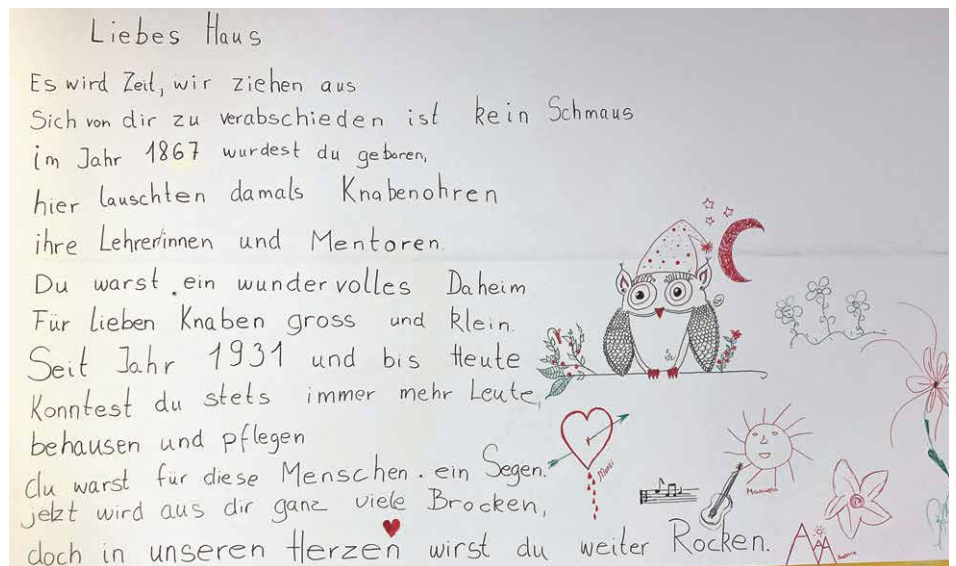 Liebes Haus
Es wird Zeit, wir ziehen aus
Sich von dir zu verabschieden ist kein Schmaus
im Jahr 1867 wurdest du geboren,
hier lauschten damals Knabenohren
ihre Lehrer/innen und Mentoren.
Du warst ein wundervolles Daheim
Für lieben Knaben gross und klein.
Seit Jahr 1931 und bis Heute
Konntest du stets immer mehr Leute,
behausen und pflegen
du warst für diese Menschen. ein Segen.
jetzt wird aus dir ganz viele Brocken,
doch in unseren Herzen wirst du weiter Rocken.
Manuela